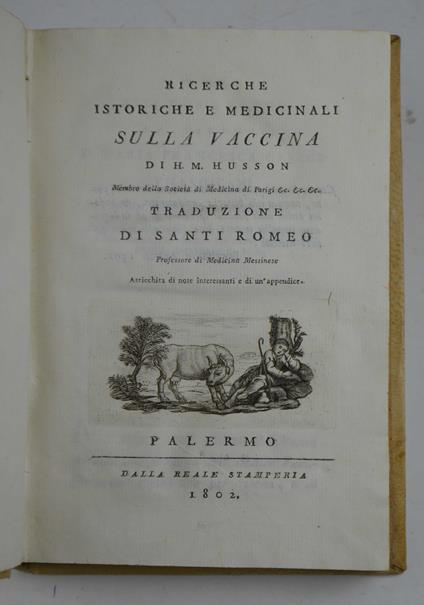 RICERCHE
ISTORICHE E MEDICINALI
SULLA VACCINA
DI H. M. HUSSON
Membro della Società di Medicina di Parigi &c. &c. &c.
TRADUZIONE
DI SANTI ROMEO
Professore di Medicina Messinese
Arricchita di note interessanti e di un'appendice.
PALERMO
DALLA REALE STAMPERIA
1802.